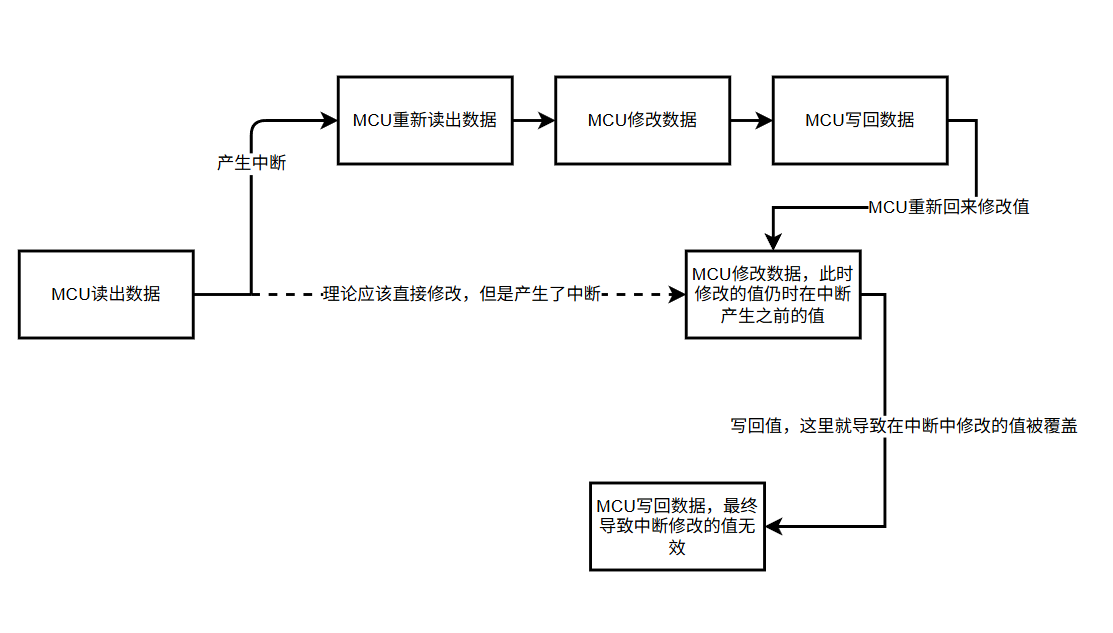 MCU重新读出数据
MCU修改数据
MCU写回数据
产生中断
MCU重新回来修改值
MCU读出数据
理论应该直接修改，但是产生了中断
MCU修改数据，此时
修改的值仍时在中断
产生之前的值
写回值，这里就导致在中断中修改的值被覆盖
MCU写回数据，最终
导致中断修改的值无
效